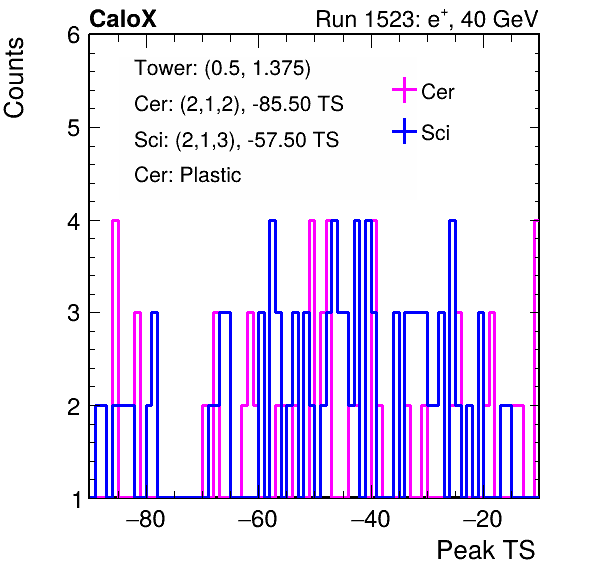 CaloX Run 1523: e⁺, 40 GeV
Counts
6
Tower: (0.5, 1.375)
Cer: (2,1,2), -85.50 TS
Sci: (2,1,3), -57.50 TS
Cer: Plastic
Cer
Sci
5
4
3
2
1
−80 −60 −40 −20
Peak TS